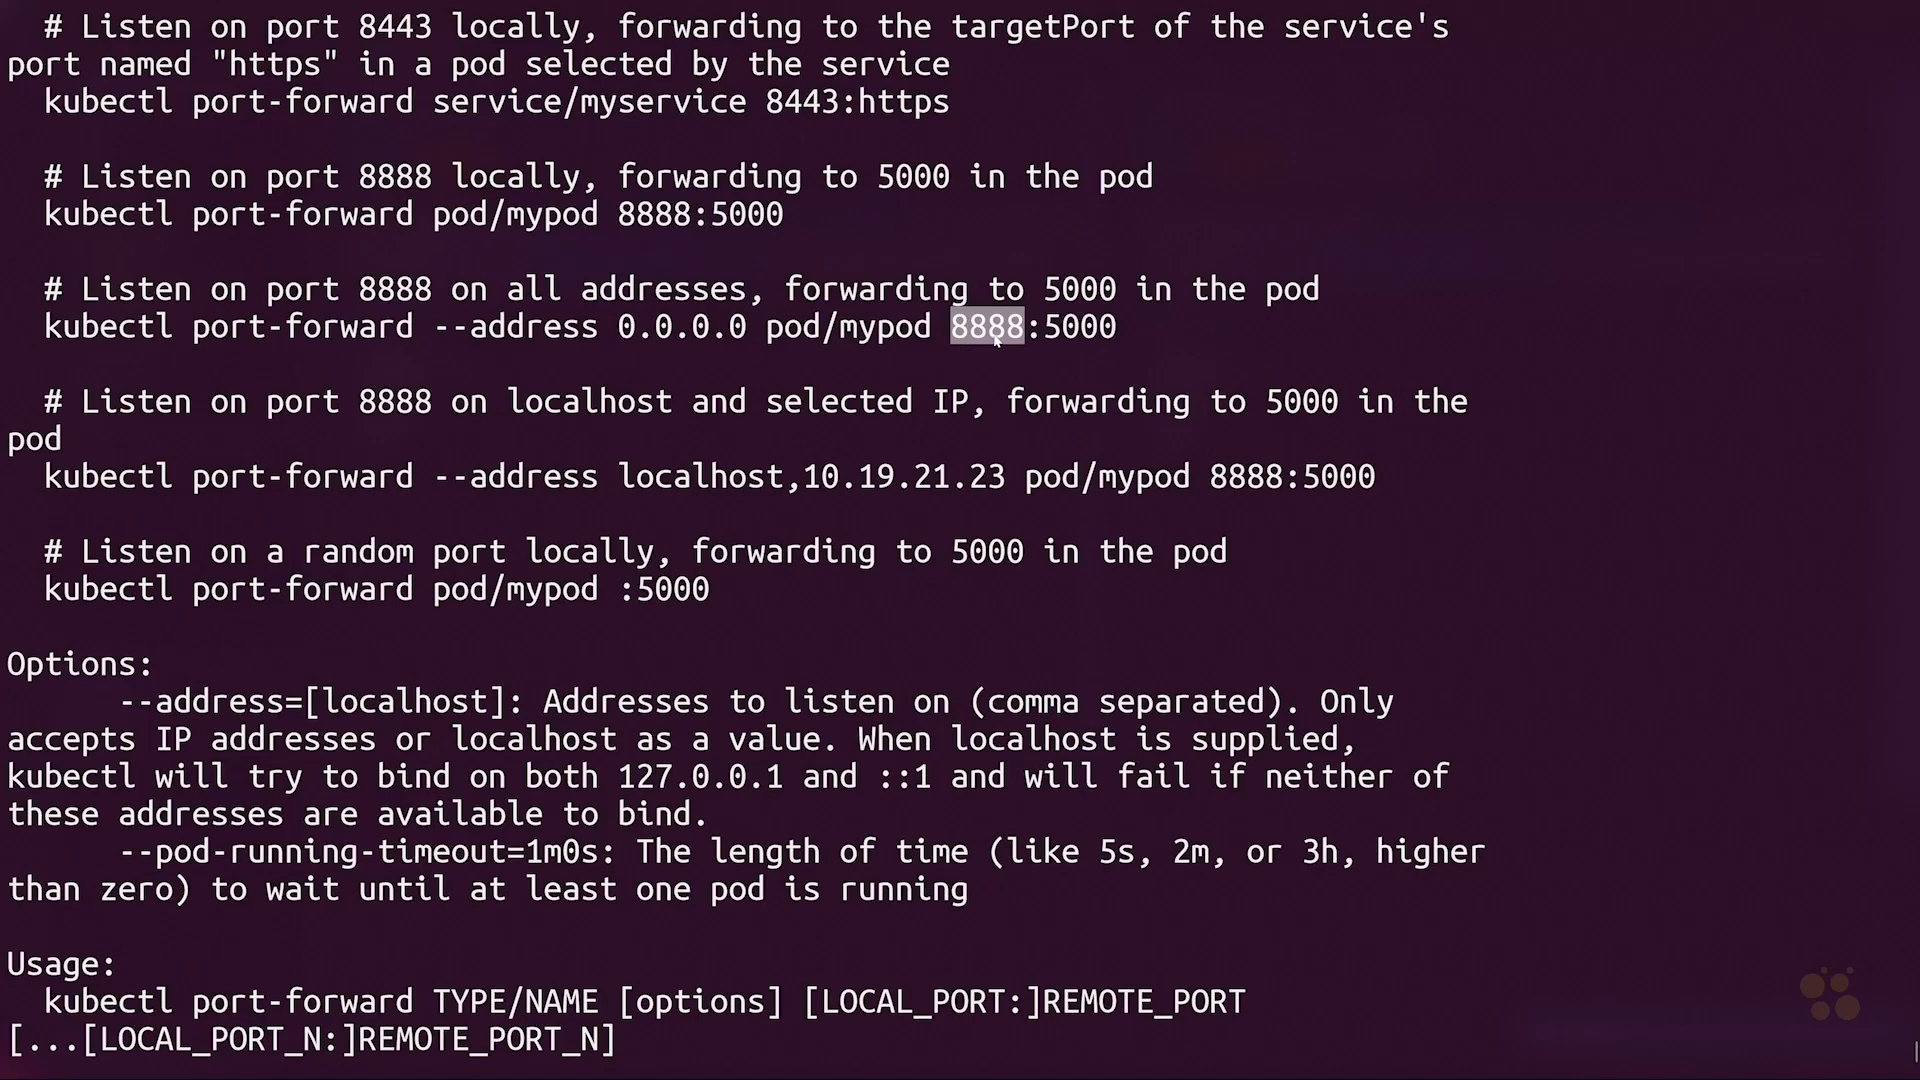 # Listen on port 8443 locally, forwarding to the targetPort of the service's
port named "https" in a pod selected by the service
kubectl port-forward service/myservice 8443:https
# Listen on port 8888 locally, forwarding to 5000 in the pod
kubectl port-forward pod/mypod 8888:5000
# Listen on port 8888 on all addresses, forwarding to 5000 in the pod
kubectl port-forward --address 0.0.0.0 pod/mypod 8888:5000
# Listen on port 8888 on localhost and selected IP, forwarding to 5000 in the
pod
kubectl port-forward --address localhost,10.19.21.23 pod/mypod 8888:5000
# Listen on a random port locally, forwarding to 5000 in the pod
kubectl port-forward pod/mypod :5000
Options:
--address=[localhost]: Addresses to listen on (comma separated). Only
accepts IP addresses or localhost as a value. When localhost is supplied,
kubectl will try to bind on both 127.0.0.1 and ::1 and will fail if neither of
these addresses are available to bind.
--pod-running-timeout=1m0s: The length of time (like 5s, 2m, or 3h, higher
than zero) to wait until at least one pod is running
Usage:
kubectl port-forward TYPE/NAME [options] [LOCAL_PORT:]REMOTE_PORT
[...[LOCAL_PORT_N:]REMOTE_PORT_N]